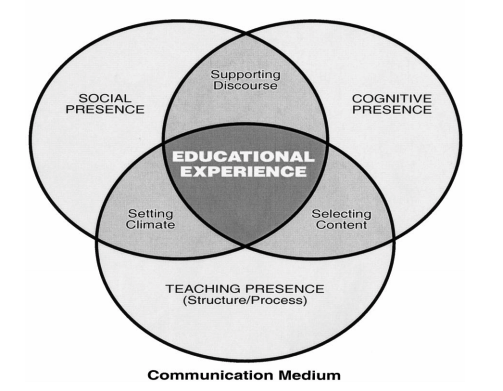 Supporting
Discourse
SOCIAL
PRESENCE
COGNITIVE
PRESENCE
EDUCATIONAL
EXPERIENCE
Setting
Climate
Selecting
Content
TEACHING PRESENCE
(Structure/Process)
Communication Medium